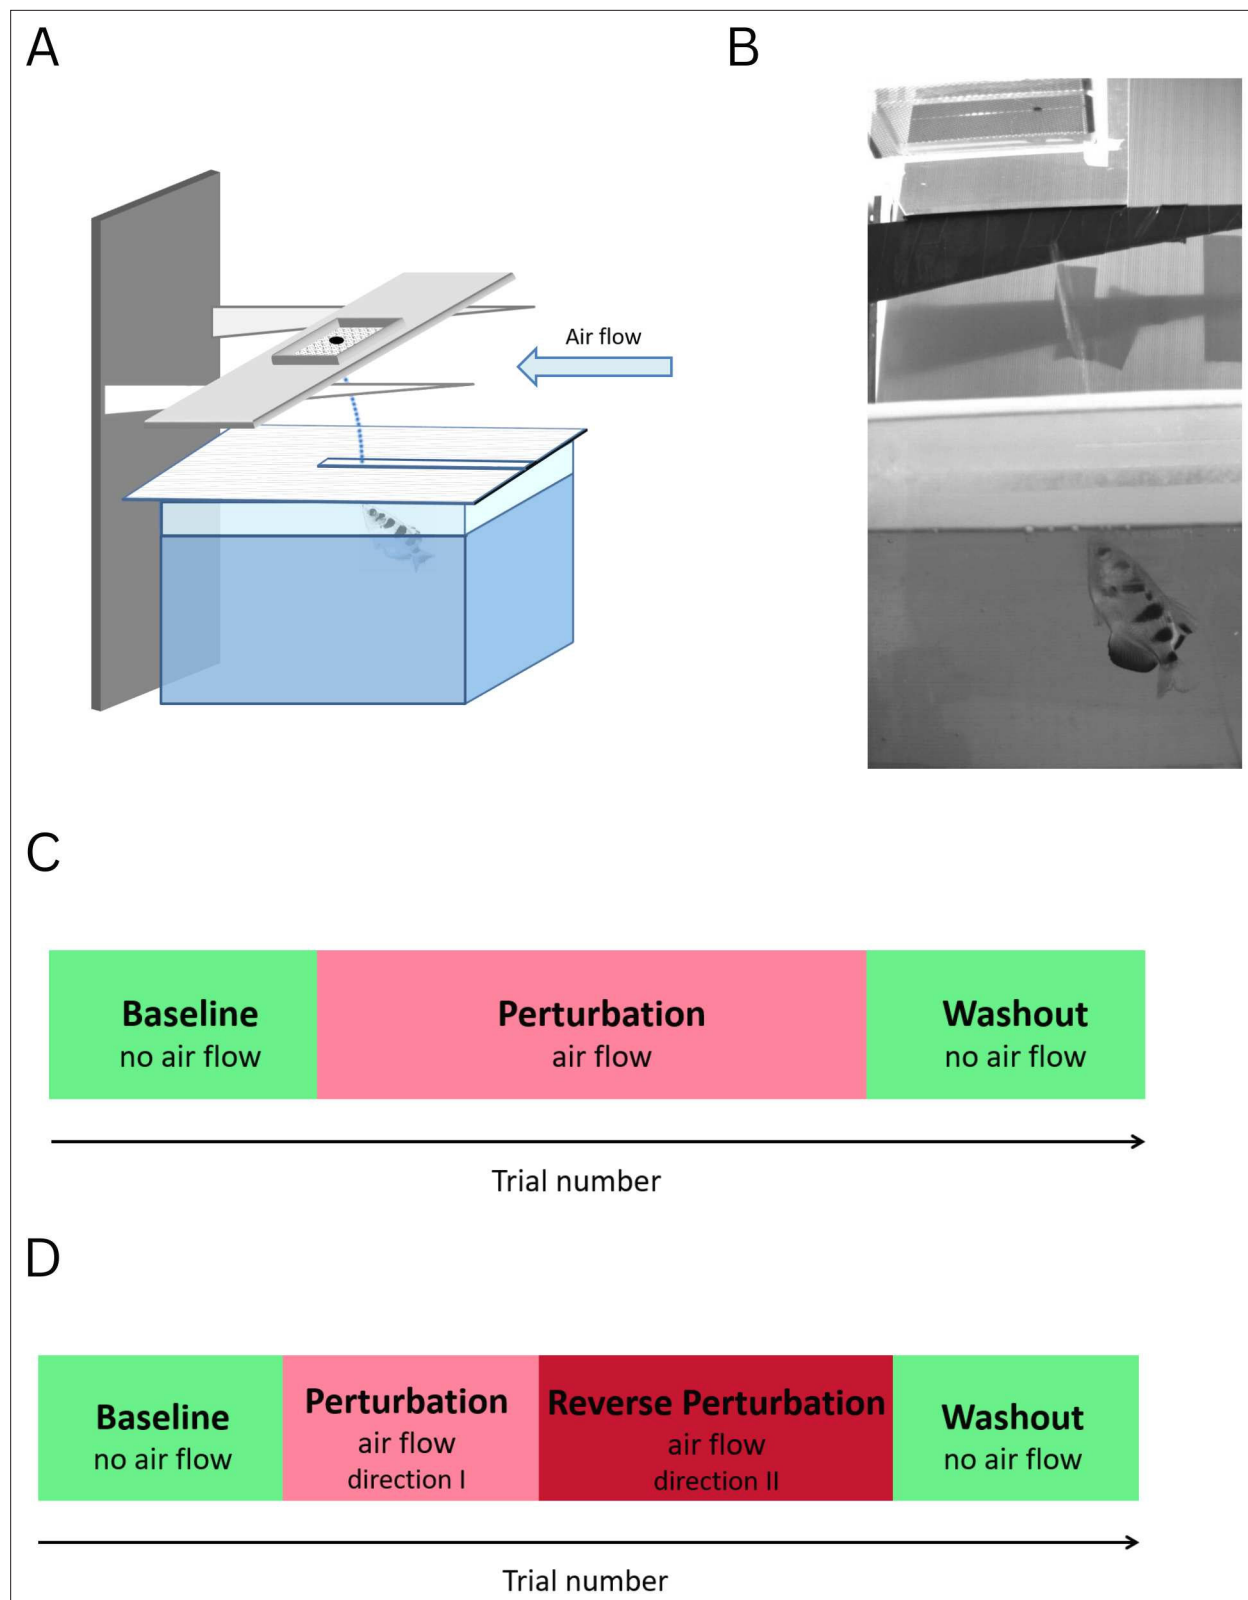 A
B
Air flow
C
Baseline
no air flow
Perturbation
air flow
Washout
no air flow
Trial number
D
Baseline
no air flow
Perturbation
air flow
direction I
Reverse Perturbation
air flow
direction II
Washout
no air flow
Trial number